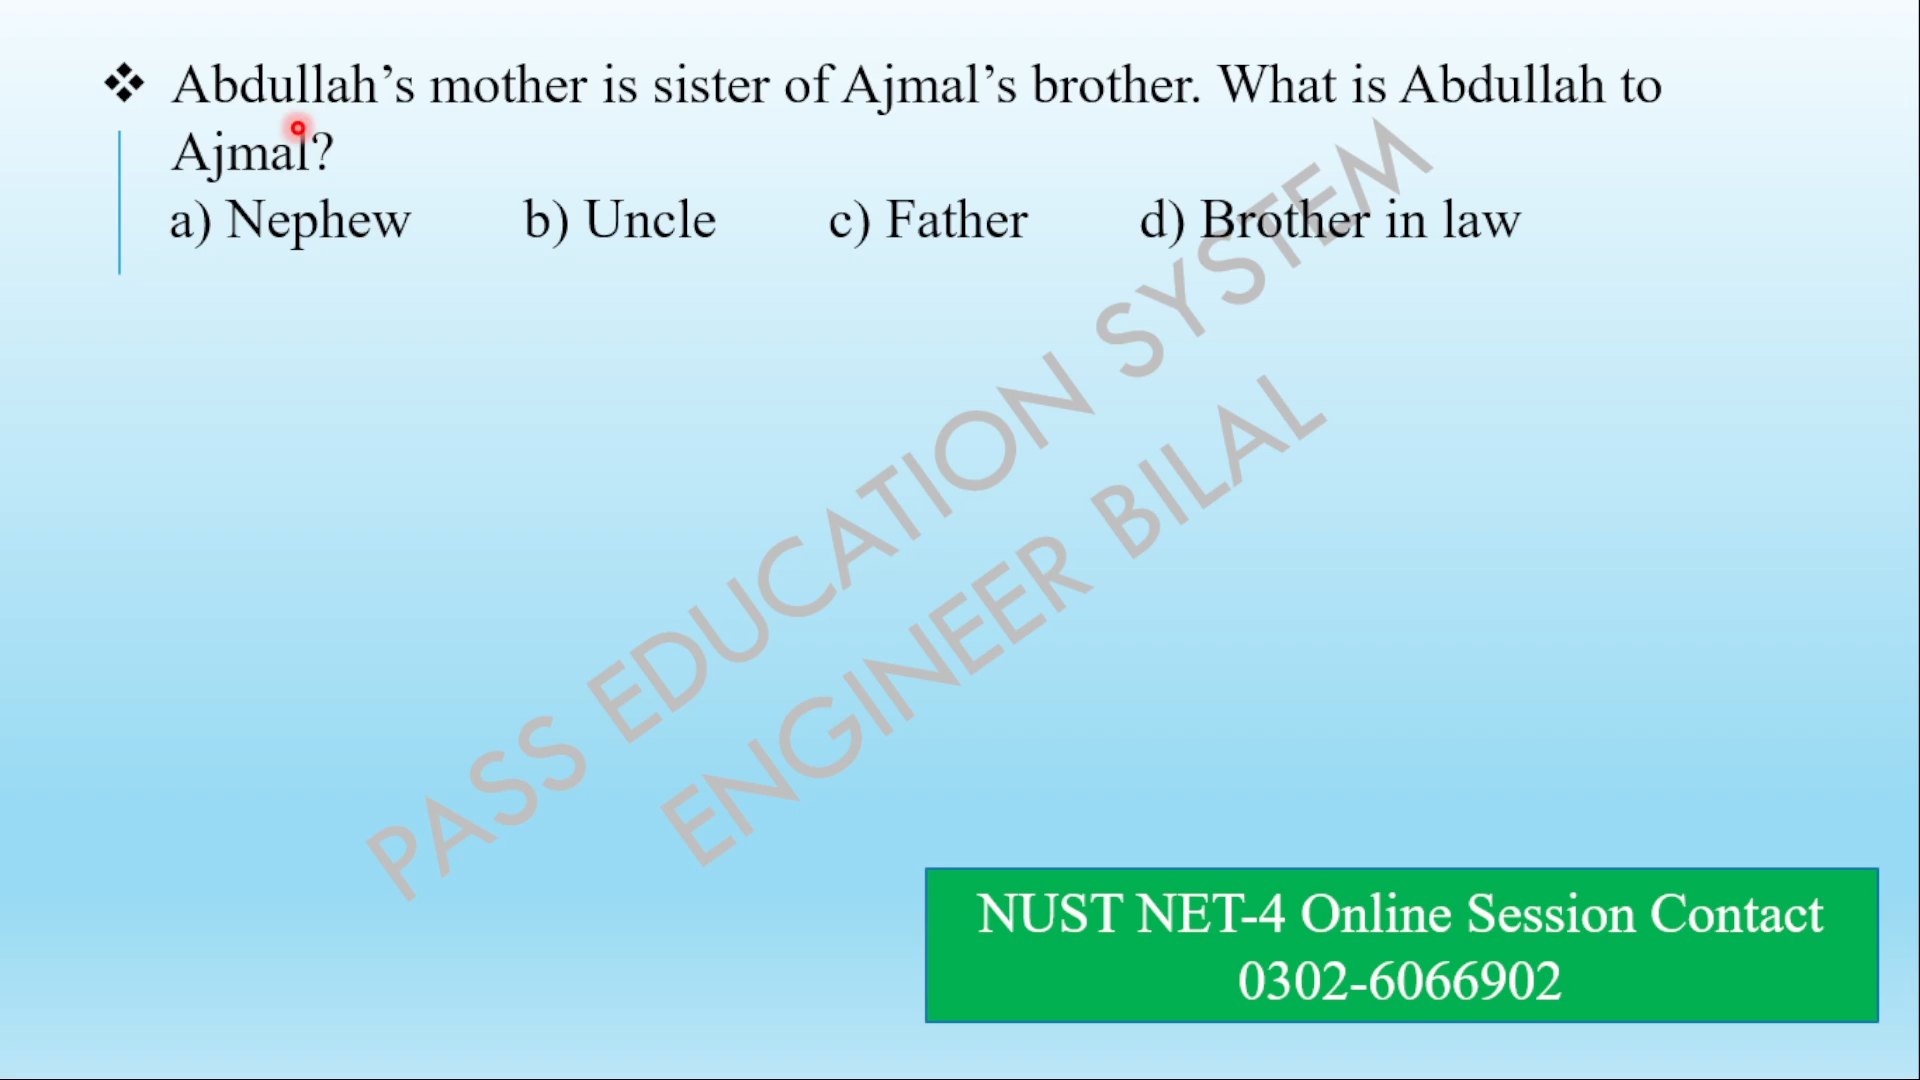 ❖ Abdullah’s mother is sister of Ajmal’s brother. What is Abdullah to
Ajmal?
a) Nephew b) Uncle c) Father d) Brother in law
PASS EDUCATION SYSTEM
ENGINEER BILAL
NUST NET-4 Online Session Contact
0302-6066902